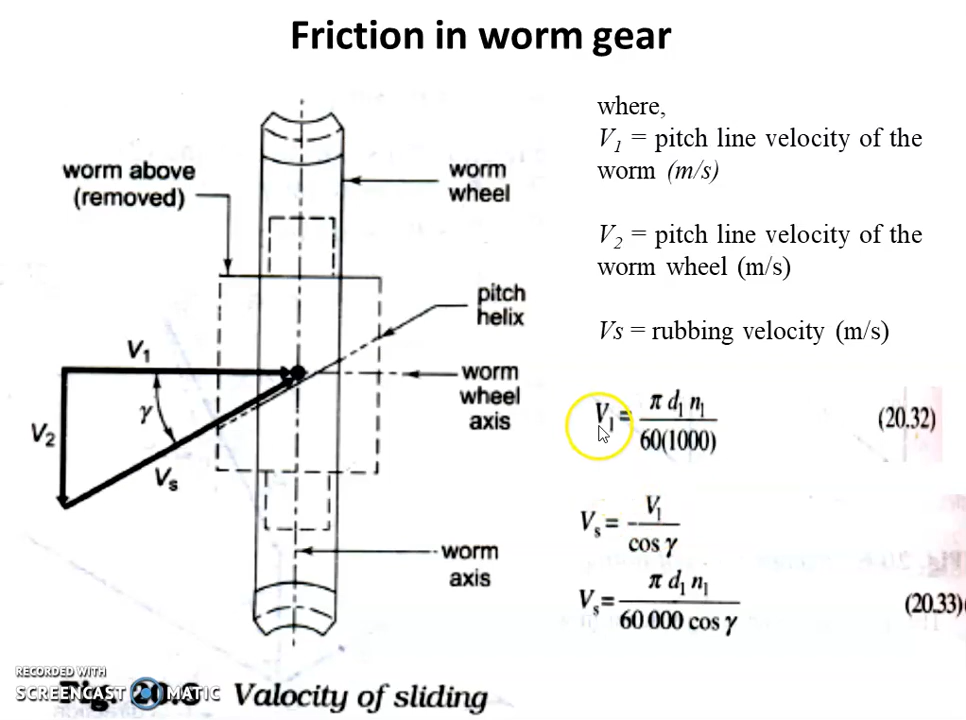 Friction in worm gear
where,
V1 = pitch line velocity of the
worm (m/s)
V2 = pitch line velocity of the
worm wheel (m/s)
Vs = rubbing velocity (m/s)
V1 = π d1 n1 / 60(1000) (20.32)
Vs = V1 / cos γ
Vs = π d1 n1 / 60 000 cos γ (20.33)
worm above
(removed)
worm
wheel
pitch
helix
worm
wheel
axis
worm
axis
V1
γ
V2
Vs
RECORDED WITH
SCREENCAST MATIC
Fig. Valocity of sliding